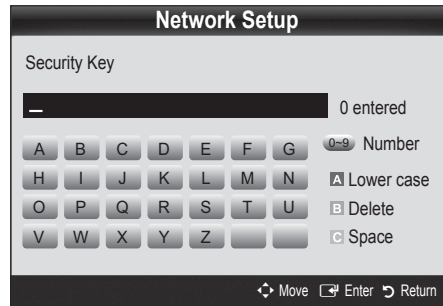 Network Setup
Security Key
_ 0 entered
A B C D E F G 0~9 Number
H I J K L M N A Lower case
O P Q R S T U B Delete
V W X Y Z C Space
Move Enter Return